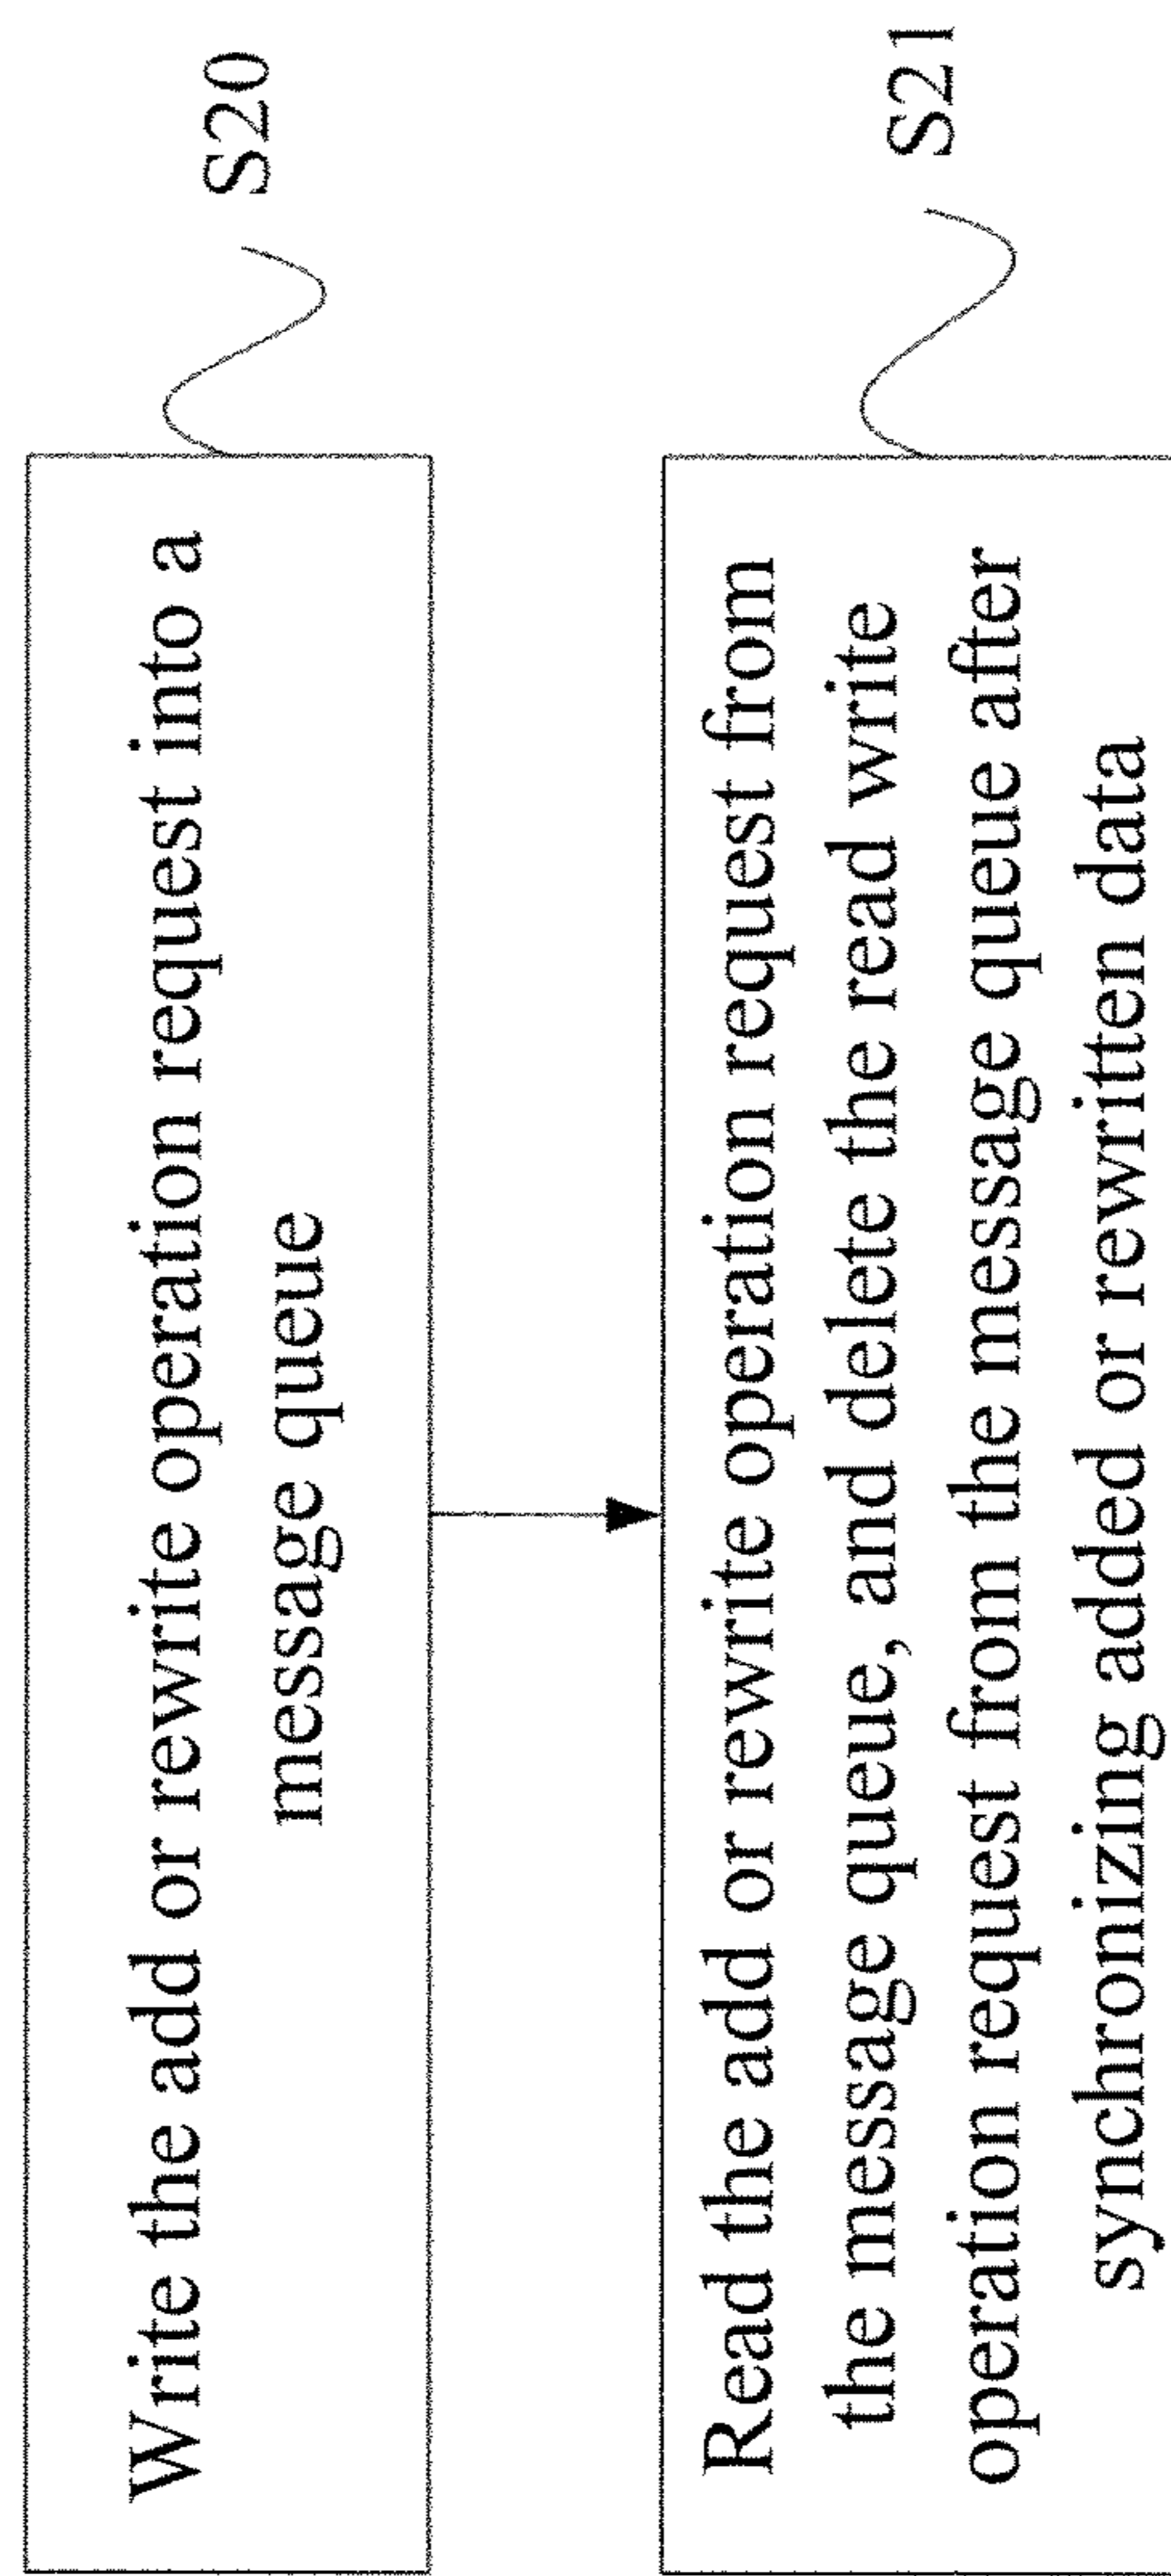 Write the add or rewrite operation request into a
message queue
S20
Read the add or rewrite operation request from
the message queue, and delete the read write
operation request from the message queue after
synchronizing added or rewritten data
S21